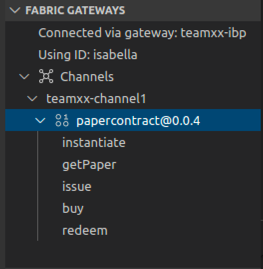 FABRIC GATEWAYS
Connected via gateway: teamxx-ibp
Using ID: isabella
Channels
teamxx-channel1
papercontract@0.0.4
instantiate
getPaper
issue
buy
redeem